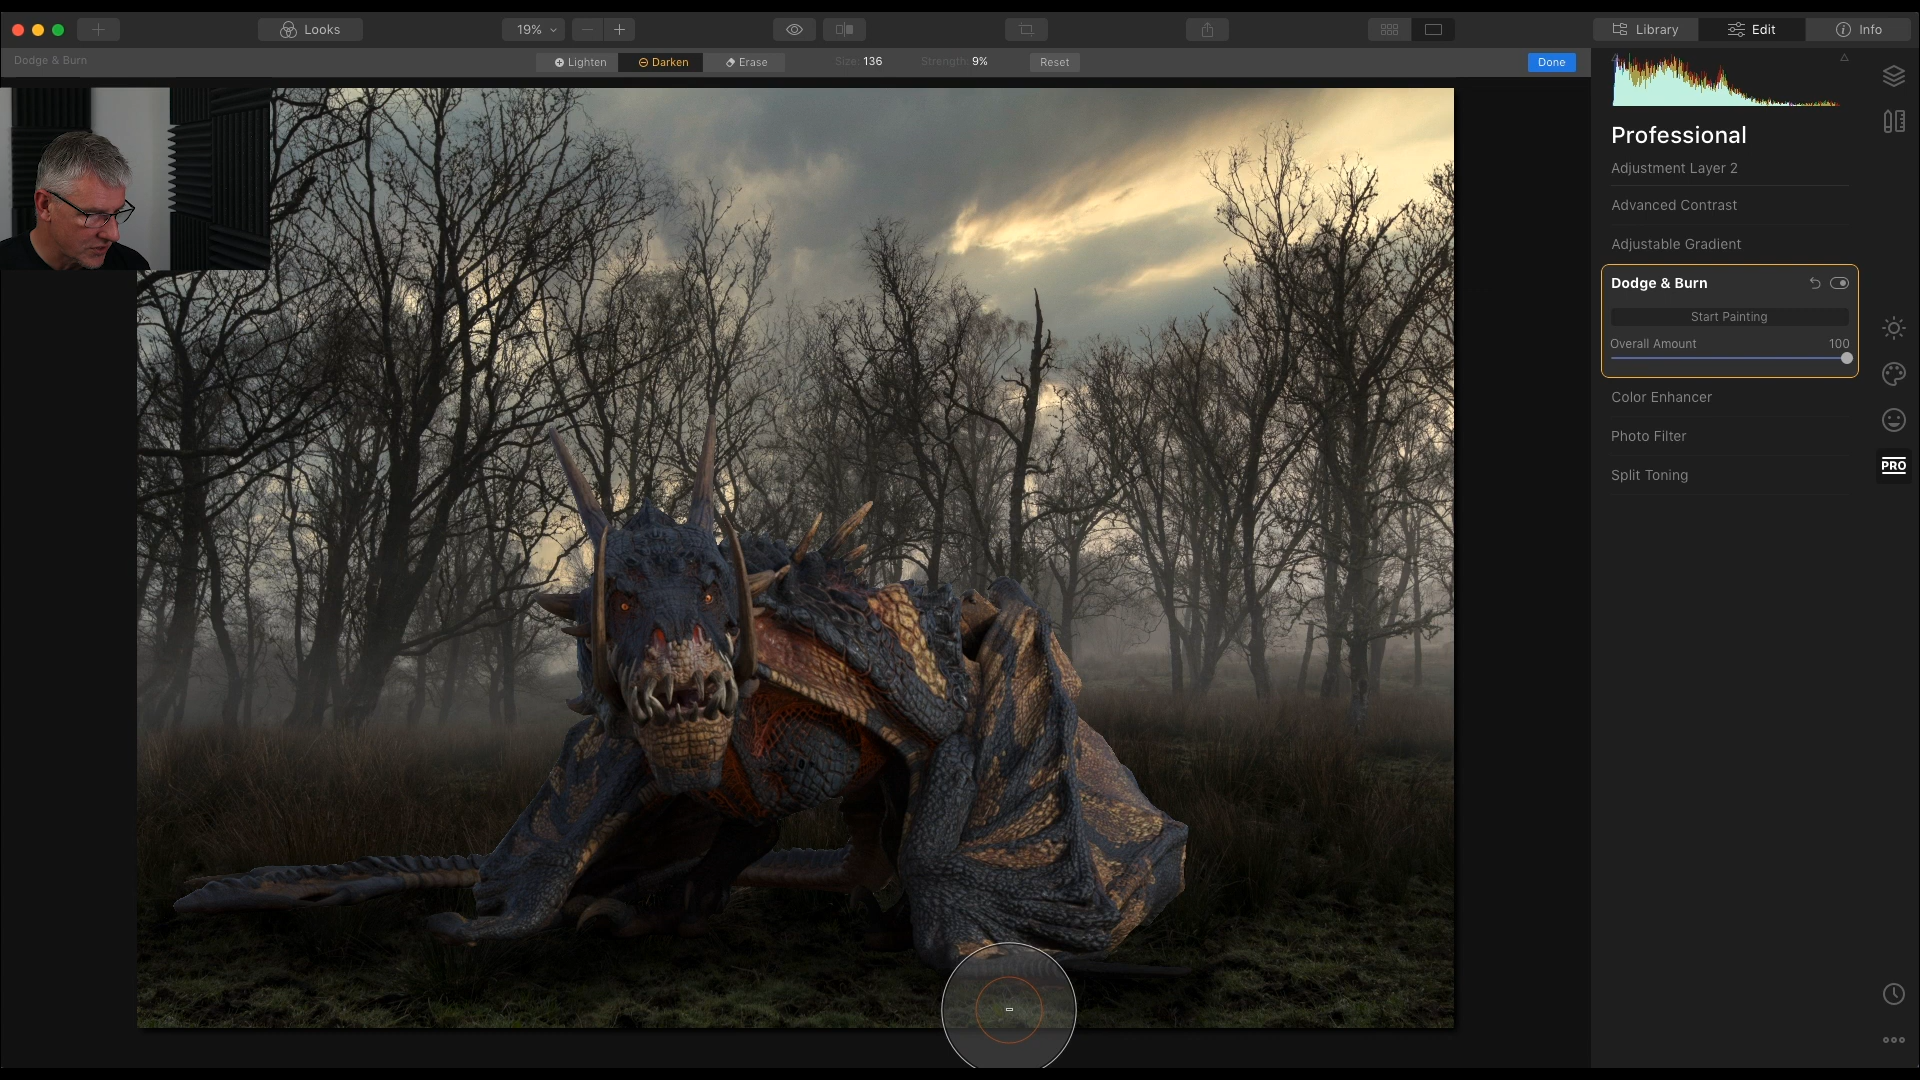 Looks
19%
Library
Edit
Info
Dodge & Burn
Lighten
Darken
Erase
Size: 136
Strength: 9%
Reset
Done
Professional
Adjustment Layer 2
Advanced Contrast
Adjustable Gradient
Dodge & Burn
Start Painting
Overall Amount 100
Color Enhancer
Photo Filter
Split Toning
PRO